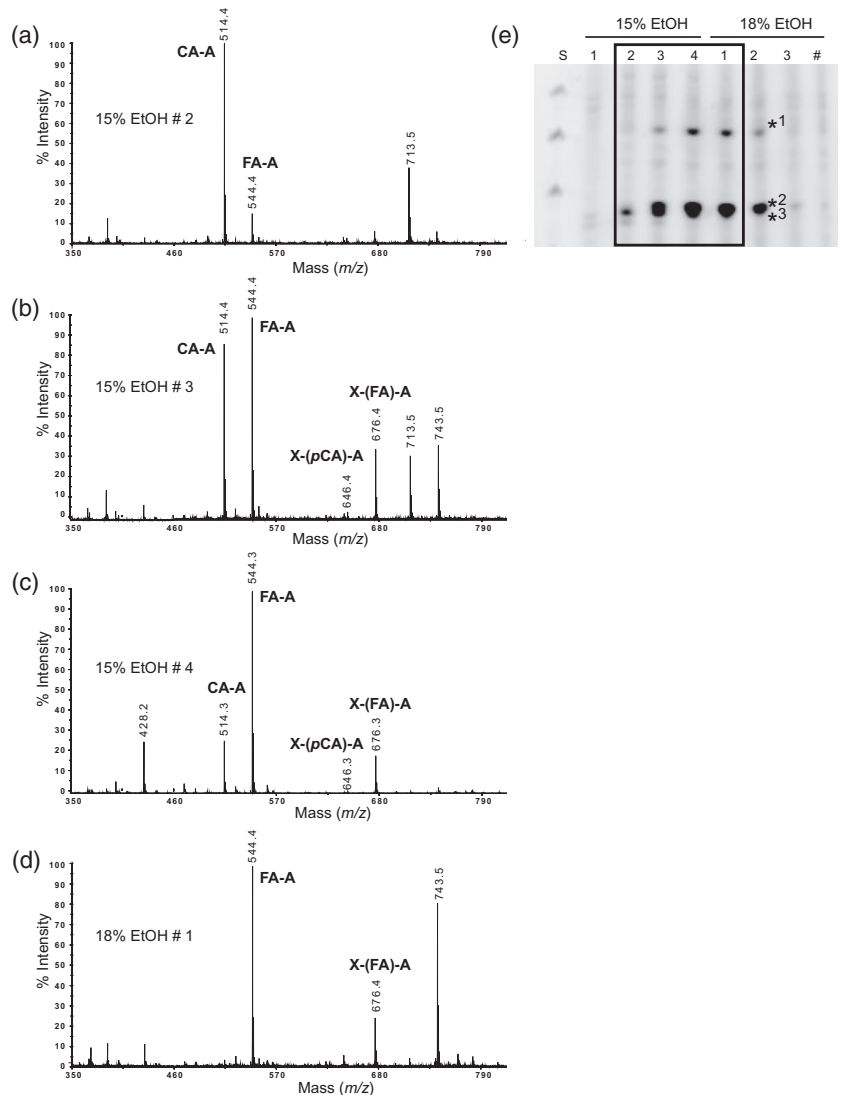 (a)
% Intensity
100
90
80
70
60
50
40
30
20
10
0
15% EtOH # 2
CA-A
514.4
FA-A
544.4
713.5
350 460 570 680 790
Mass (m/z)
(b)
% Intensity
100
90
80
70
60
50
40
30
20
10
0
15% EtOH # 3
CA-A
514.4
544.4
FA-A
X-(pCA)-A
646.4
X-(FA)-A
676.4
713.5
743.5
350 460 570 680 790
Mass (m/z)
(c)
% Intensity
100
90
80
70
60
50
40
30
20
10
0
15% EtOH # 4
428.2
CA-A
514.3
544.3
FA-A
X-(pCA)-A
646.3
X-(FA)-A
676.3
350 460 570 680 790
Mass (m/z)
(d)
% Intensity
100
90
80
70
60
50
40
30
20
10
0
18% EtOH # 1
544.4
FA-A
X-(FA)-A
676.4
743.5
350 460 570 680 790
Mass (m/z)
(e)
15% EtOH 18% EtOH
S 1 2 3 4 1 2 3 #
*1
*2
*3